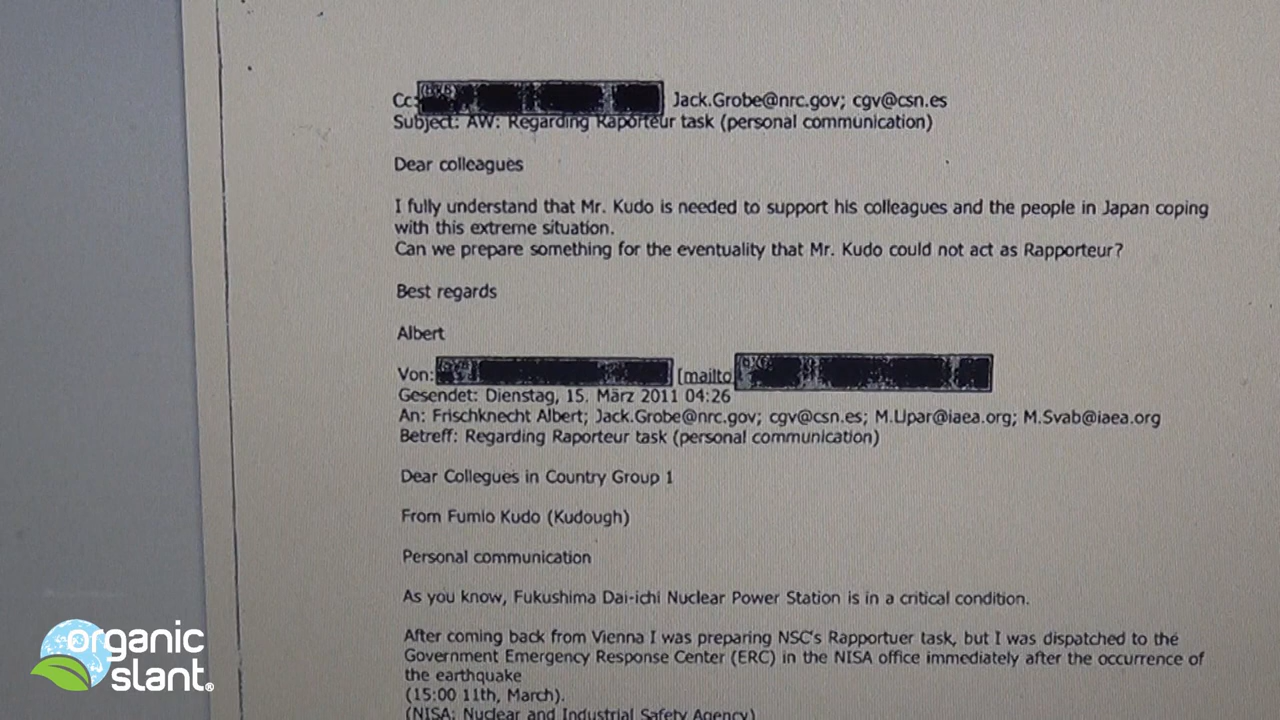 Cc: Jack.Grobe@nrc.gov; cgv@csn.es
Subject: AW: Regarding Raporteur task (personal communication)
Dear colleagues
I fully understand that Mr. Kudo is needed to support his colleagues and the people in Japan coping
with this extreme situation.
Can we prepare something for the eventuality that Mr. Kudo could not act as Rapporteur?
Best regards
Albert
Von: [mailto
Gesendet: Dienstag, 15. März 2011 04:26
An: Frischknecht Albert; Jack.Grobe@nrc.gov; cgv@csn.es; M.Lipar@iaea.org; M.Svab@iaea.org
Betreff: Regarding Raporteur task (personal communication)
Dear Collegues in Country Group 1
From Fumio Kudo (Kudough)
Personal communication
As you know, Fukushima Dai-ichi Nuclear Power Station is in a critical condition.
After coming back from Vienna I was preparing NSC's Rapportuer task, but I was dispatched to the
Government Emergency Response Center (ERC) in the NISA office immediately after the occurrence of
the earthquake
(15:00 11th, March).
(NISA: Nuclear and Industrial Safety Agency)
organic
slant®